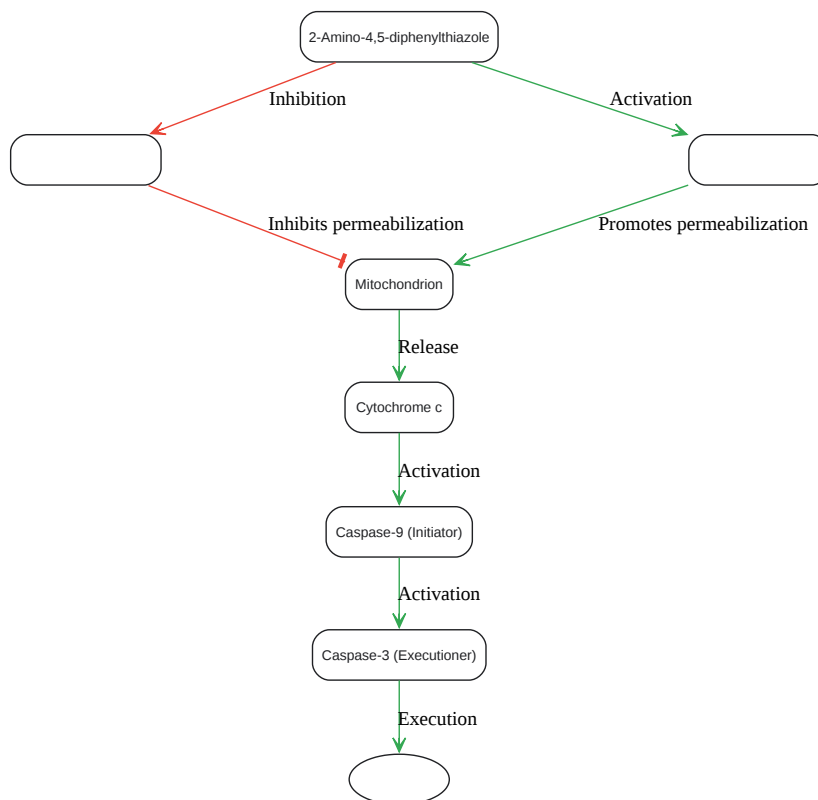 2-Amino-4,5-diphenylthiazole
Inhibition
Activation
Inhibits permeabilization
Promotes permeabilization
Mitochondrion
Release
Cytochrome c
Activation
Caspase-9 (Initiator)
Activation
Caspase-3 (Executioner)
Execution